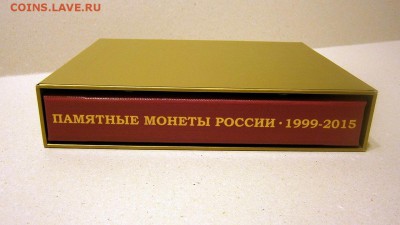 COINS.LAVE.RU
ПАМЯТНЫЕ МОНЕТЫ РОССИИ · 1999-2015